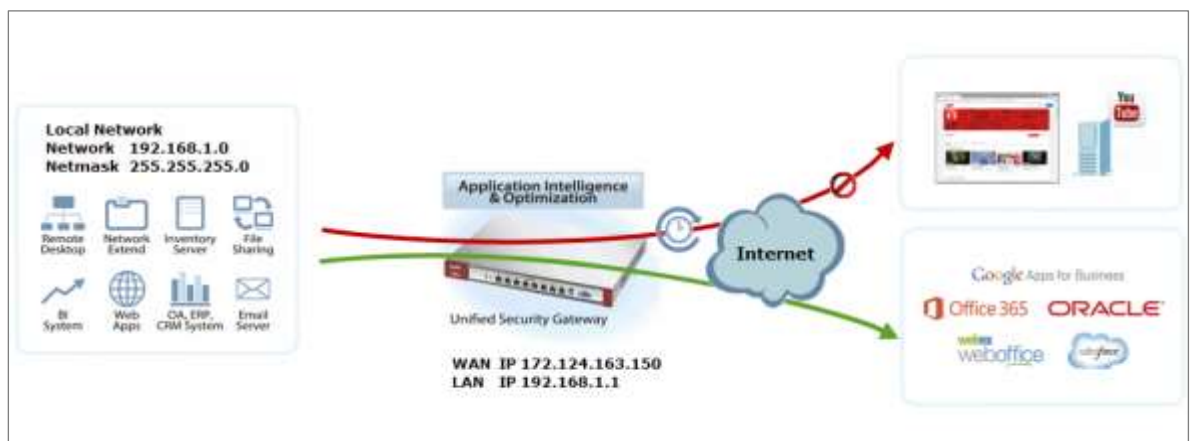 Local Network
Network 192.168.1.0
Netmask 255.255.255.0
Remote
Desktop
Network
Extend
Inventory
Server
File
Sharing
BI
System
Web
Apps
OA, ERP,
CRM System
Email
Server
Application Intelligence
& Optimization
Unified Security Gateway
WAN IP 172.124.163.150
LAN IP 192.168.1.1
Internet
You
Tube
Google Apps for Business
Office 365
ORACLE
webex
weboffice
salesforce